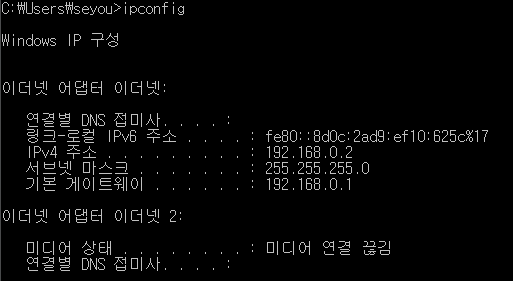 C:₩Users₩seyou>ipconfig
Windows IP 구성
이더넷 어댑터 이더넷:
연결별 DNS 접미사. . . . :
링크-로컬 IPv6 주소 . . . . : fe80::8d0c:2ad9:ef10:625c%17
IPv4 주소 . . . . . . . . . : 192.168.0.2
서브넷 마스크 . . . . . . . : 255.255.255.0
기본 게이트웨이 . . . . . . : 192.168.0.1
이더넷 어댑터 이더넷 2:
미디어 상태 . . . . . . . . : 미디어 연결 끊김
연결별 DNS 접미사. . . . :